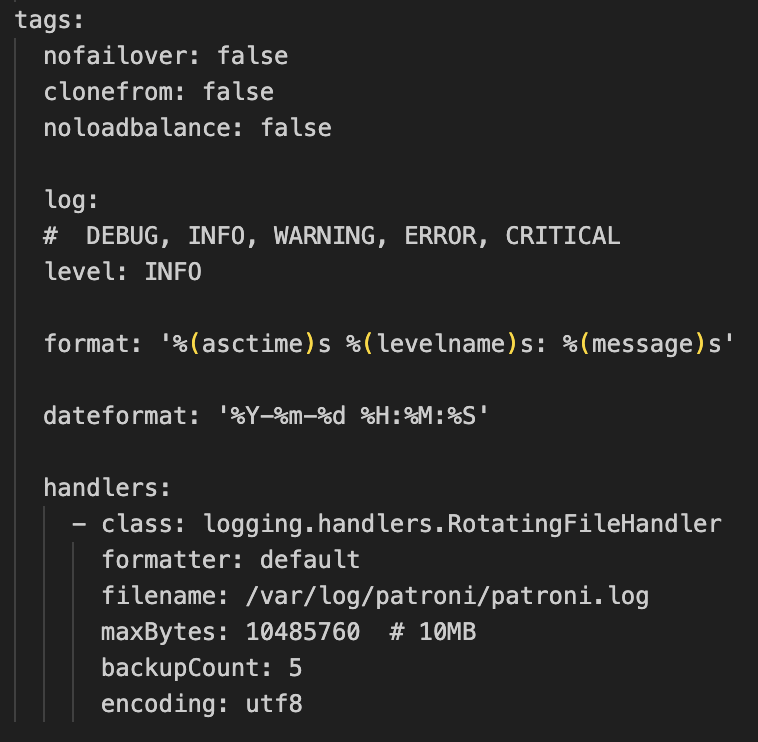 tags:
  nofailover: false
  clonefrom: false
  noloadbalance: false

  log:
  #  DEBUG, INFO, WARNING, ERROR, CRITICAL
  level: INFO

  format: '%(asctime)s %(levelname)s: %(message)s'

  dateformat: '%Y-%m-%d %H:%M:%S'

  handlers:
    - class: logging.handlers.RotatingFileHandler
      formatter: default
      filename: /var/log/patroni/patroni.log
      maxBytes: 10485760  # 10MB
      backupCount: 5
      encoding: utf8